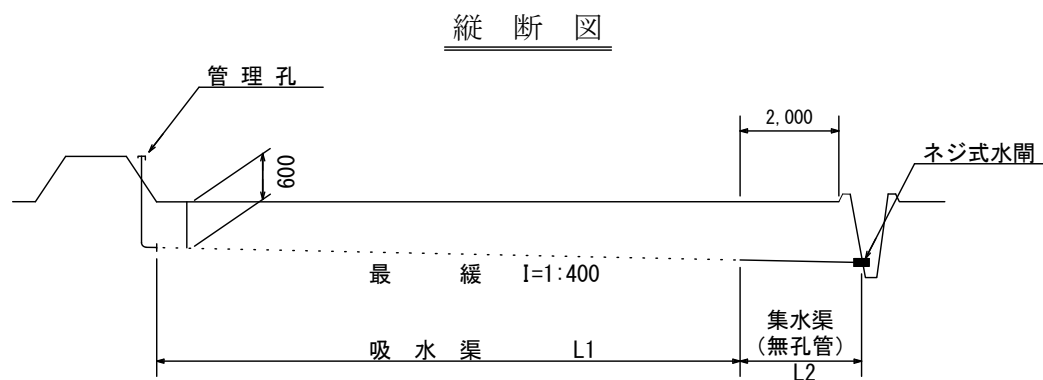 縦断図
管理孔
2,000
ネジ式水閘
600
最緩 I=1:400
集水渠
(無孔管)
吸水渠 L1
L2